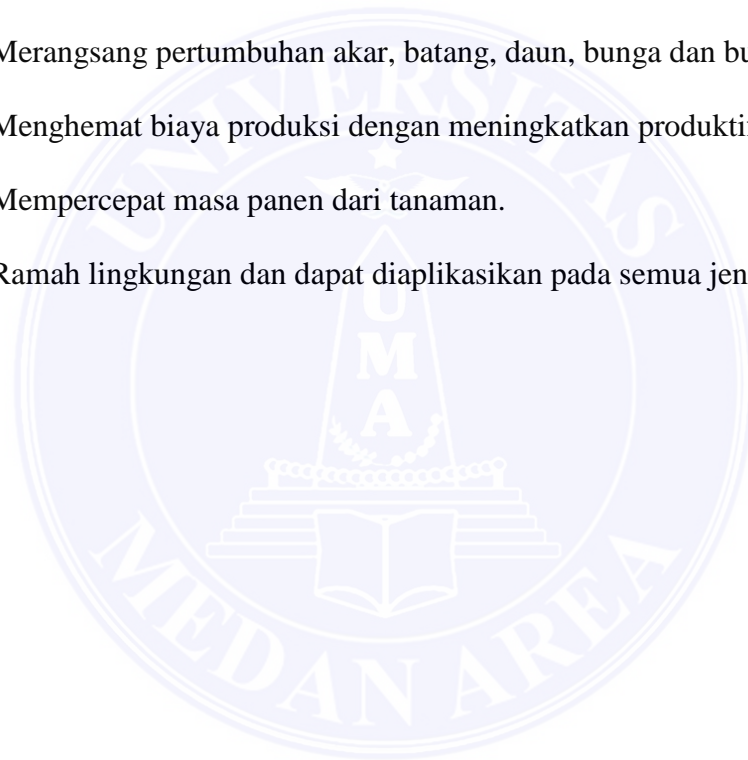 Merangsang pertumbuhan akar, batang, daun, bunga dan
Menghemat biaya produksi dengan meningkatkan
Mempercepat masa panen dari tanaman.
Ramah lingkungan dan dapat diaplikasikan pada semua
UNIVERSITAS
UMA
MEDAN AREA